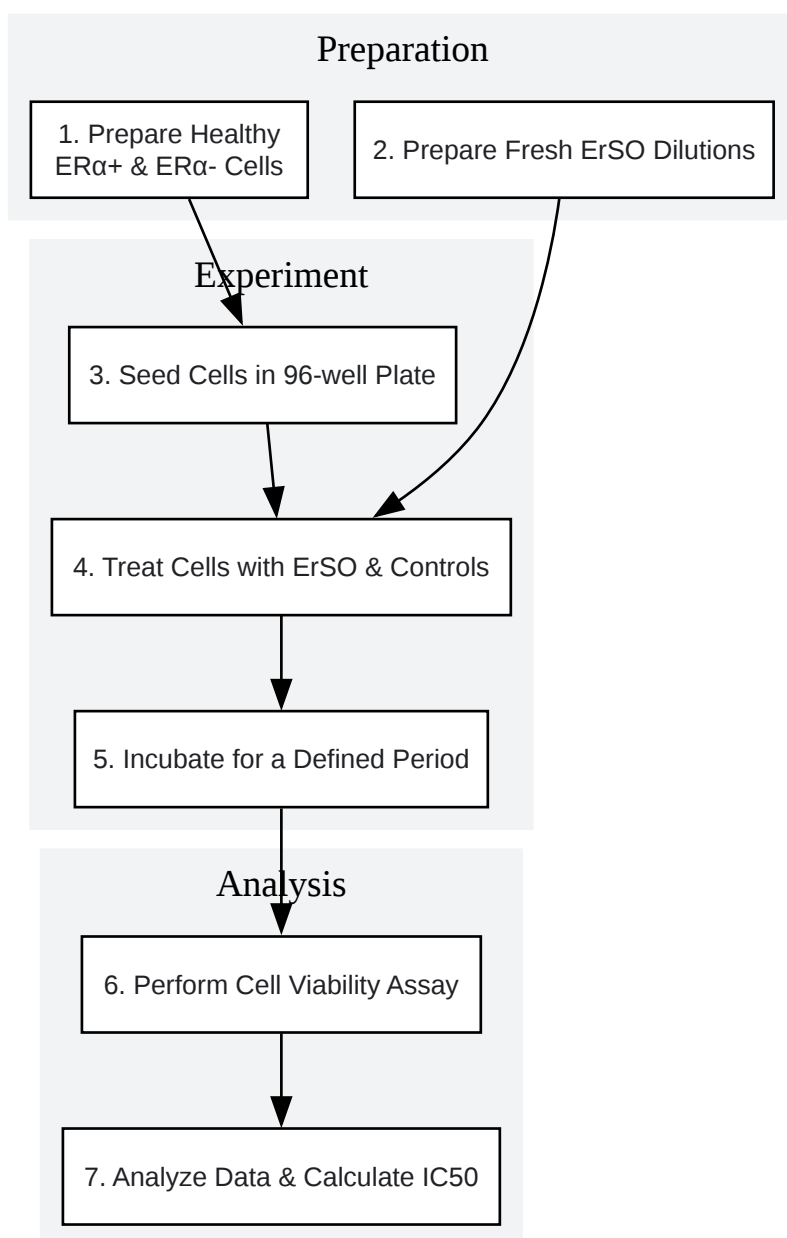 Preparation
1. Prepare Healthy
ERα+ & ERα- Cells
2. Prepare Fresh ErSO Dilutions
Experiment
3. Seed Cells in 96-well Plate
4. Treat Cells with ErSO & Controls
5. Incubate for a Defined Period
Analysis
6. Perform Cell Viability Assay
7. Analyze Data & Calculate IC50